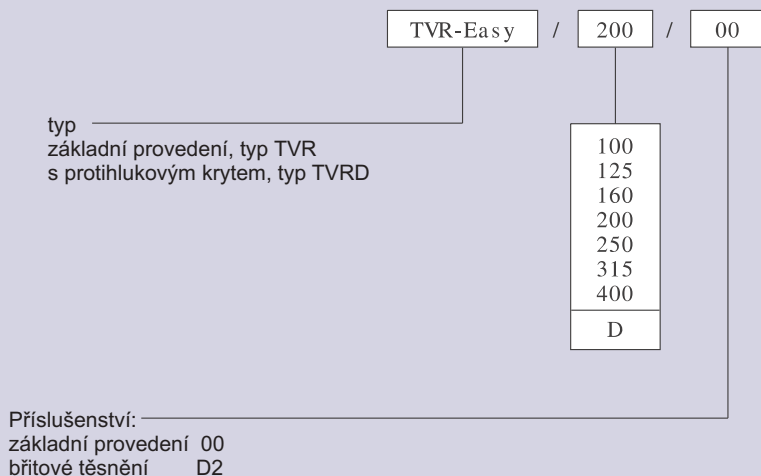 TVR-Easy / 200 / 00
typ
základní provedení, typ TVR
s protihlukovým krytem, typ TVRD
100
125
160
200
250
315
400
D
Příslušenství:
základní provedení 00
břitové těsnění D2